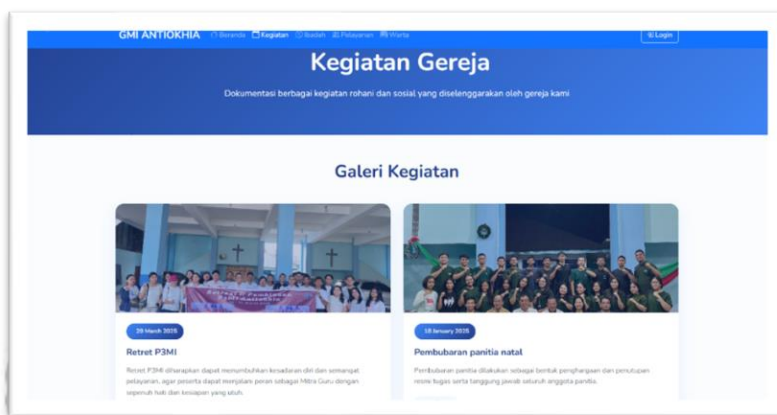 GMI ANTIOKHIA Beranda Kegiatan Ibadah Pelayanan Warta Login
Kegiatan Gereja
Dokumentasi berbagai kegiatan rohani dan sosial yang diselenggarakan oleh gereja kami
Galeri Kegiatan
29 March 2025
Retret P3MI
Retret P3MI diharapkan dapat menumbuhkan kesadaran diri dan semangat
pelayanan, agar peserta dapat menjalani peran sebagai Mitra Guru dengan
sepenuh hati dan kesiapan yang utuh.
18 January 2025
Pembubaran panitia natal
Pembubaran panitia dilakukan sebagai bentuk penghargaan dan penutupan
resmi tugas serta tanggung jawab seluruh anggota panitia.